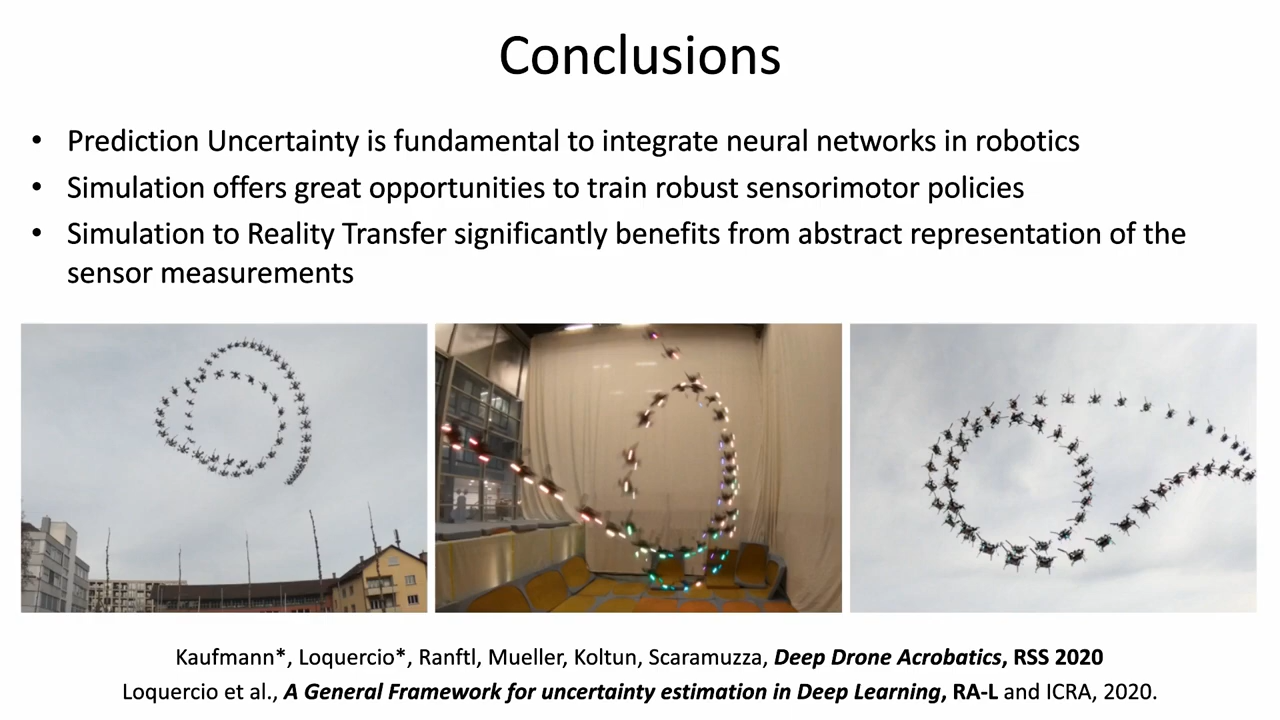 Conclusions
• Prediction Uncertainty is fundamental to integrate neural networks in robotics
• Simulation offers great opportunities to train robust sensorimotor policies
• Simulation to Reality Transfer significantly benefits from abstract representation of the
sensor measurements
Kaufmann*, Loquercio*, Ranftl, Mueller, Koltun, Scaramuzza, Deep Drone Acrobatics, RSS 2020
Loquercio et al., A General Framework for uncertainty estimation in Deep Learning, RA-L and ICRA, 2020.